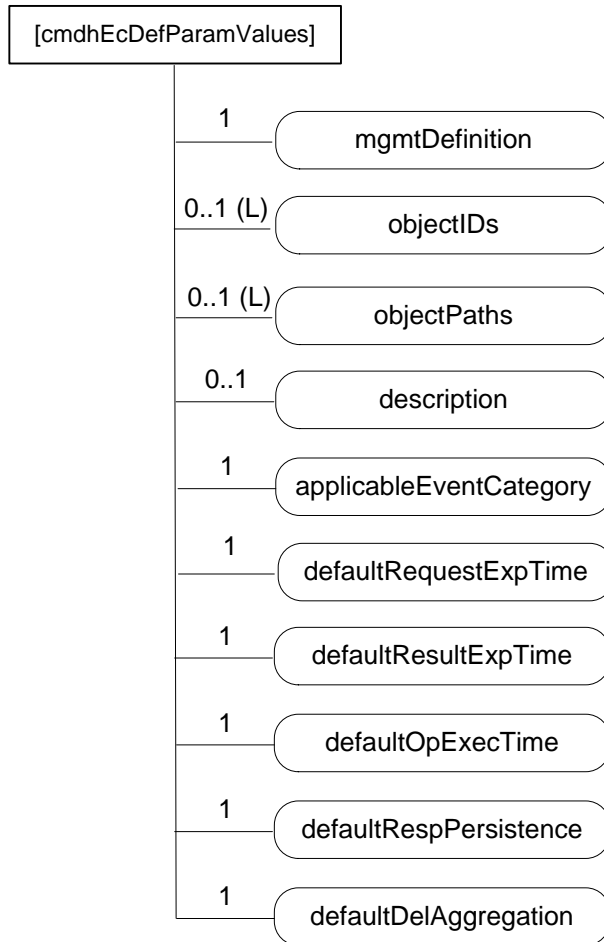 [cmdhEcDefParamValues]
1
mgmtDefinition
0..1 (L)
objectIDs
0..1 (L)
objectPaths
0..1
description
1
applicableEventCategory
1
defaultRequestExpTime
1
defaultResultExpTime
1
defaultOpExecTime
1
defaultRespPersistence
1
defaultDelAggregation